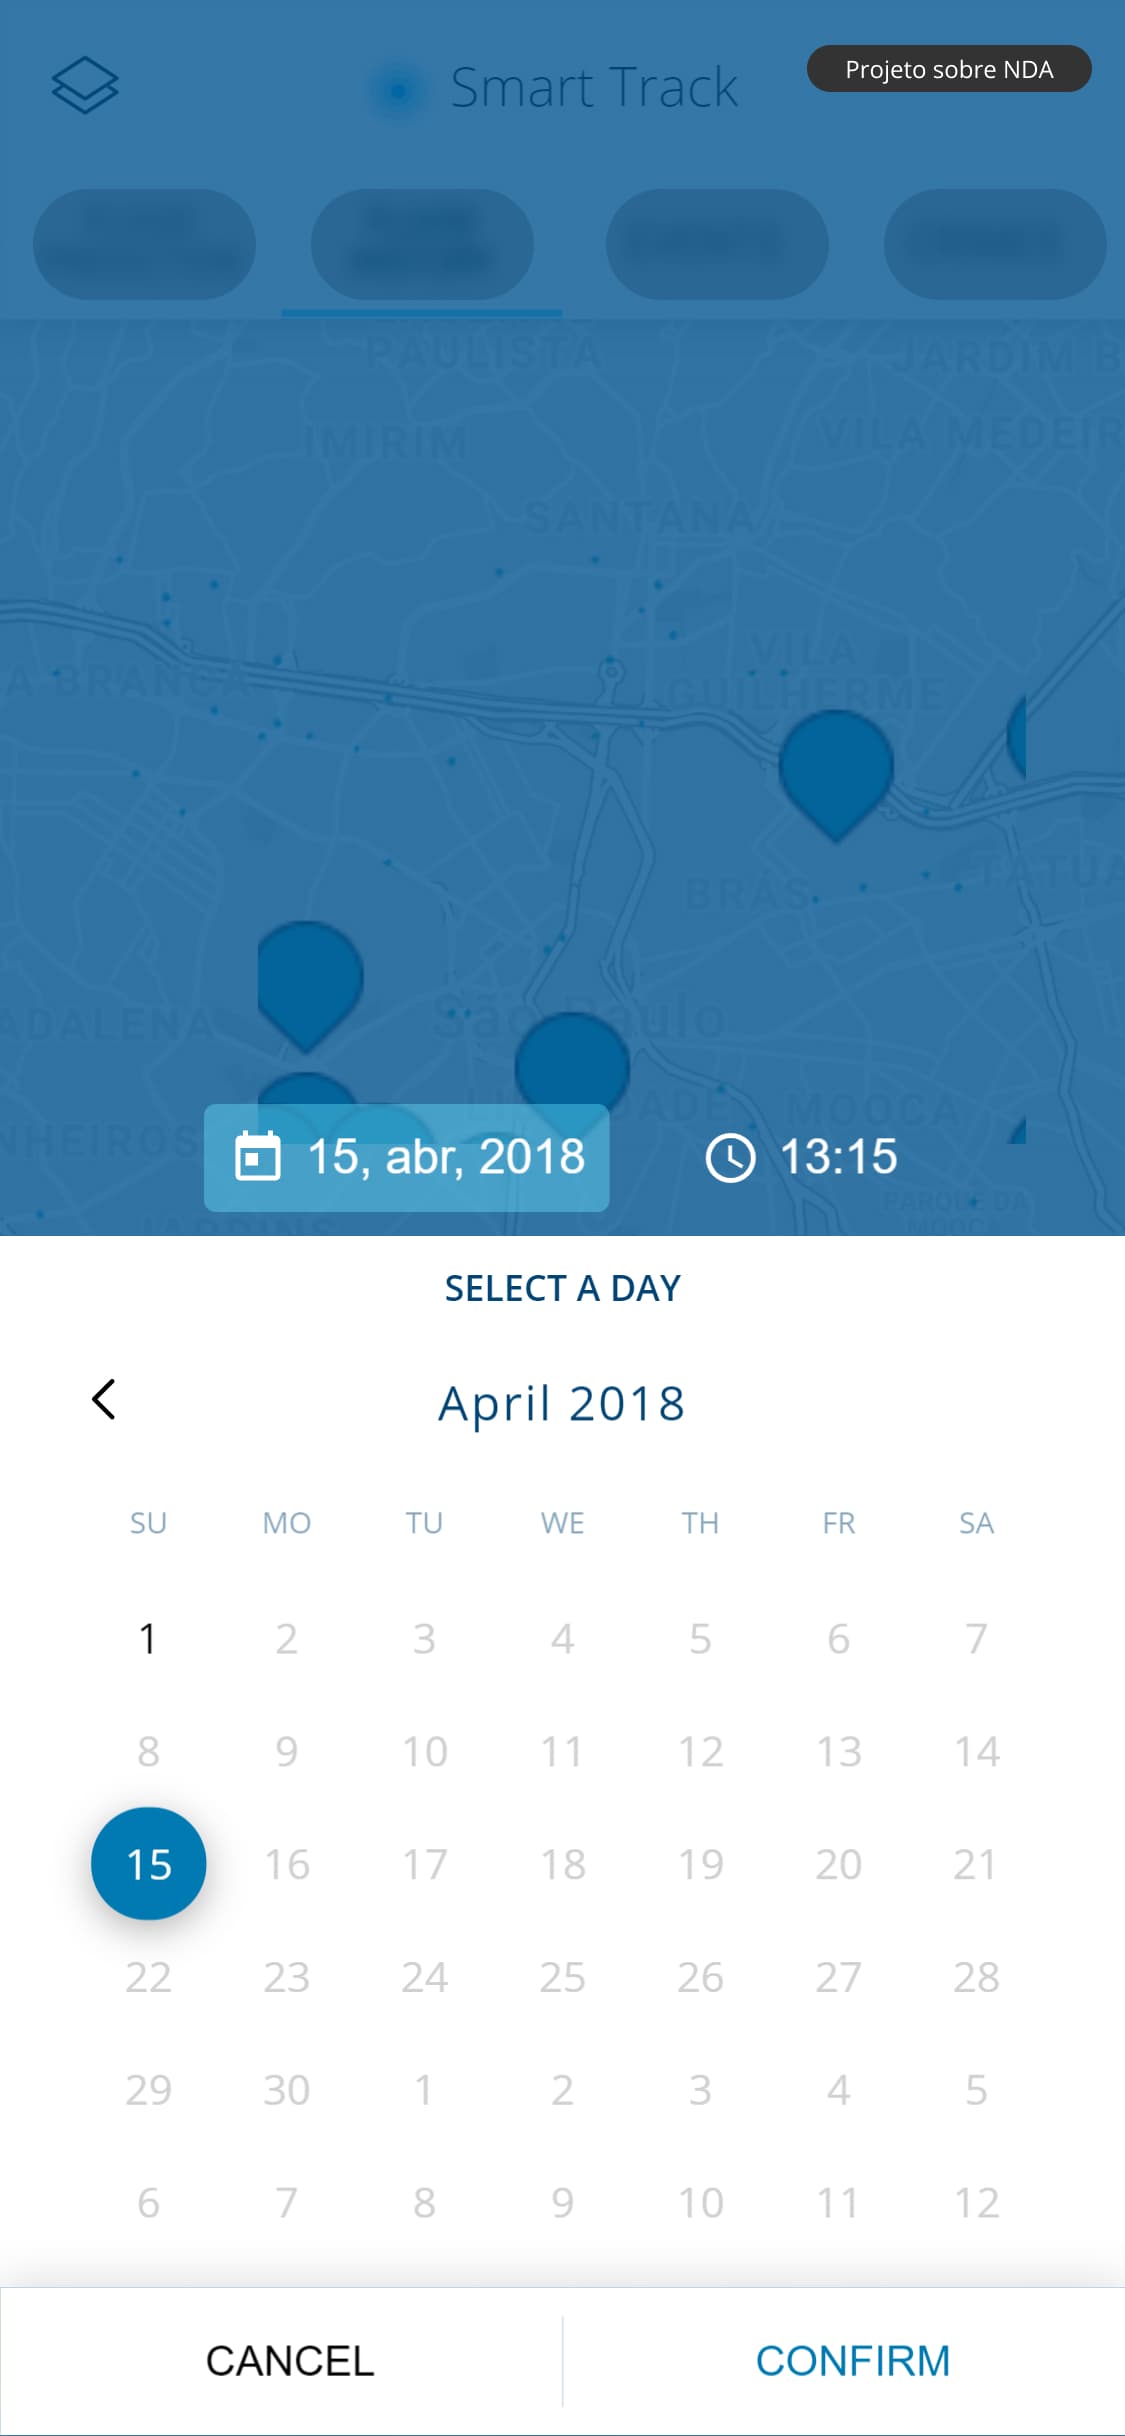 Smart Track
Projeto sobre NDA
PAULISTA
JARDIM B
IMIRIM
VILA MEDEIR
SANTANA
VILA
GUILHERME
A BRANCA
TATUA
BRÁS
ADALENA
São Paulo
MOOCA
NHEIROS
15, abr, 2018
13:15
PARQUE DA
MOOCA
JARDINS
SELECT A DAY
April 2018
SU MO TU WE TH FR SA
1 2 3 4 5 6 7
8 9 10 11 12 13 14
15 16 17 18 19 20 21
22 23 24 25 26 27 28
29 30 1 2 3 4 5
6 7 8 9 10 11 12
CANCEL
CONFIRM